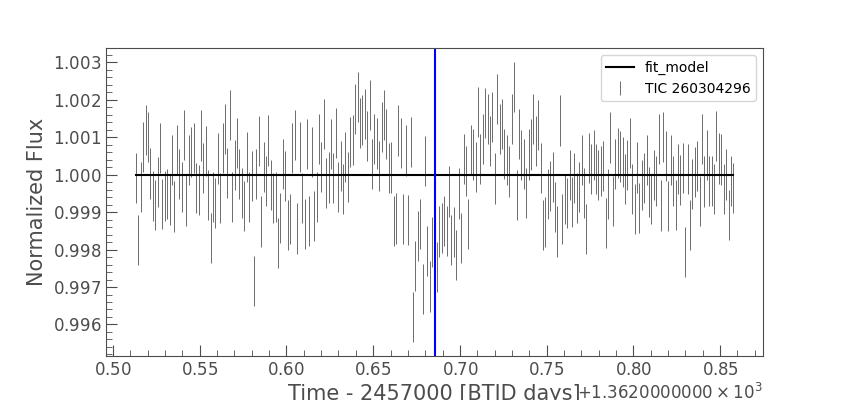 1.003
1.002
1.001
1.000
0.999
0.998
0.997
0.996
Normalized Flux
fit_model
TIC 260304296
0.50 0.55 0.60 0.65 0.70 0.75 0.80 0.85
Time - 2457000 [BTJD days]
+1.3620000000 × 10³